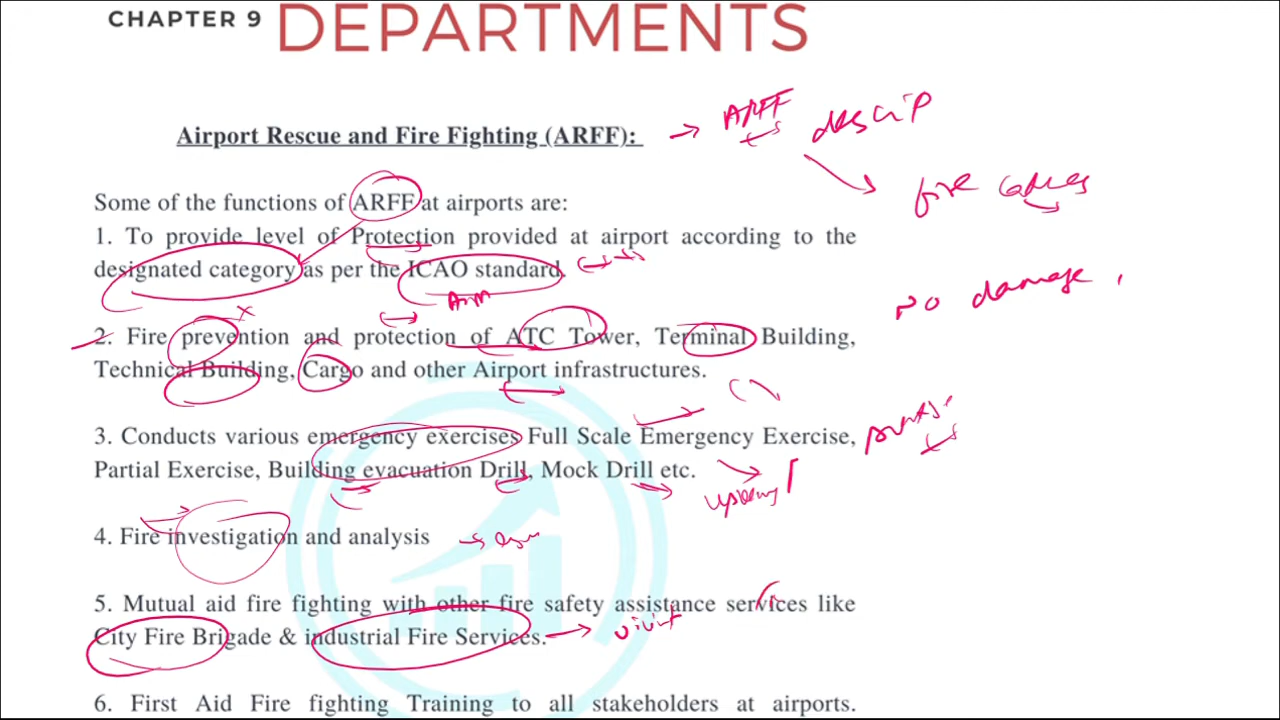 CHAPTER 9 DEPARTMENTS
Airport Rescue and Fire Fighting (ARFF): → ARFF descrip
fire
Some of the functions of ARFF at airports are:
1. To provide level of Protection provided at airport according to the
designated category as per the ICAO standard.
No damage
2. Fire prevention and protection of ATC Tower, Terminal Building,
Technical Building, Cargo and other Airport infrastructures.
3. Conducts various emergency exercises Full Scale Emergency Exercise,
Partial Exercise, Building evacuation Drill, Mock Drill etc.
4. Fire investigation and analysis
5. Mutual aid fire fighting with other fire safety assistance services like
City Fire Brigade & industrial Fire Services.
6. First Aid Fire fighting Training to all stakeholders at airports.